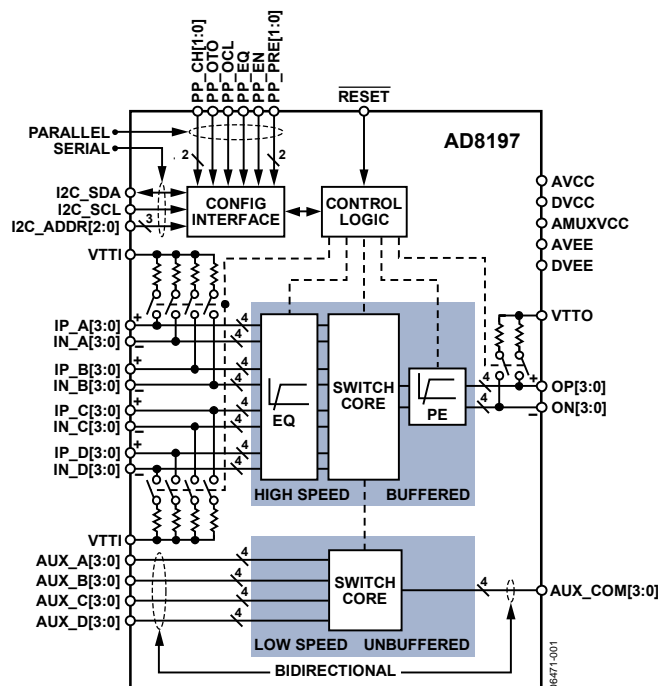 PP_CH[1:0]
PP_OTO
PP_OCL
PP_EQ
PP_EN
PP_PRE[1:0]
RESET
PARALLEL
SERIAL
AD8197
2
2
I2C_SDA
I2C_SCL
I2C_ADDR[2:0]
3
CONFIG
INTERFACE
CONTROL
LOGIC
AVCC
DVCC
AMUXVCC
AVEE
DVEE
VTTI
VTTO
+
IP_A[3:0]
4
IN_A[3:0]
–
4
+
IP_B[3:0]
4
IN_B[3:0]
–
4
+
IP_C[3:0]
4
IN_C[3:0]
–
4
+
IP_D[3:0]
4
IN_D[3:0]
–
4
EQ
SWITCH
CORE
PE
4
+
OP[3:0]
4
–
ON[3:0]
HIGH SPEED
BUFFERED
VTTI
AUX_A[3:0]
4
AUX_B[3:0]
4
AUX_C[3:0]
4
AUX_D[3:0]
4
SWITCH
CORE
4
AUX_COM[3:0]
LOW SPEED
UNBUFFERED
BIDIRECTIONAL
06471-001